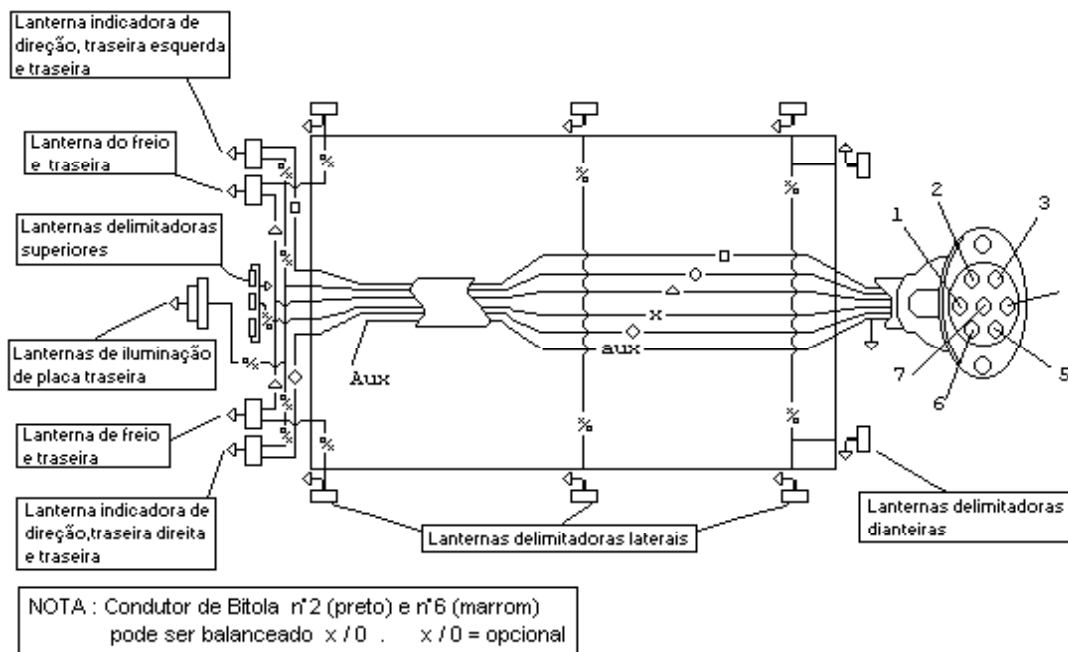 Lanterna indicadora de
direção, traseira esquerda
e traseira
Lanterna do freio
e traseira
Lanternas delimitadoras
superiores
Lanternas de iluminação
de placa traseira
Lanterna de freio
e traseira
Lanterna indicadora de
direção,traseira direita
e traseira
Aux
x
aux
1
2
3
7
6
5
Lanternas delimitadoras laterais
Lanternas delimitadoras
dianteiras
NOTA : Condutor de Bitola n°2 (preto) e n°6 (marrom)
pode ser balanceado x / 0 . x / 0 = opcional